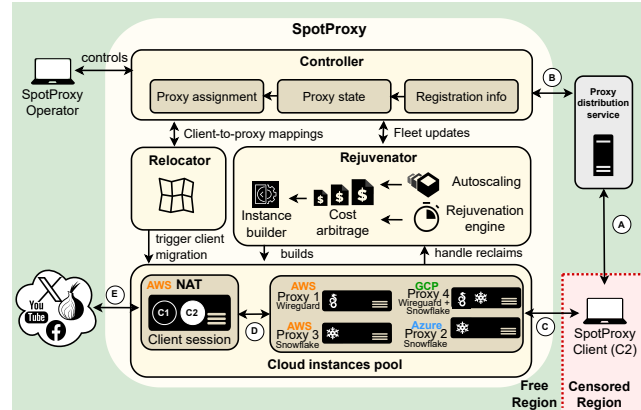 SpotProxy
Controller
controls
SpotProxy
Operator
Proxy assignment
Proxy state
Registration info
B
Proxy
distribution
service
Client-to-proxy mappings
Fleet updates
Relocator
Rejuvenator
Instance
builder
$ $ $
Cost
arbitrage
Autoscaling
Rejuvenation
engine
A
trigger client
migration
builds
handle reclaims
X
You
Tube
f
E
AWS NAT
C1 C2
Client session
D
AWS
Proxy 1
Wireguard
GCP
Proxy 4
Wireguard +
Snowflake
AWS
Proxy 3
Snowflake
Azure
Proxy 2
Snowflake
Cloud instances pool
C
SpotProxy
Client (C2)
Free
Region
Censored
Region